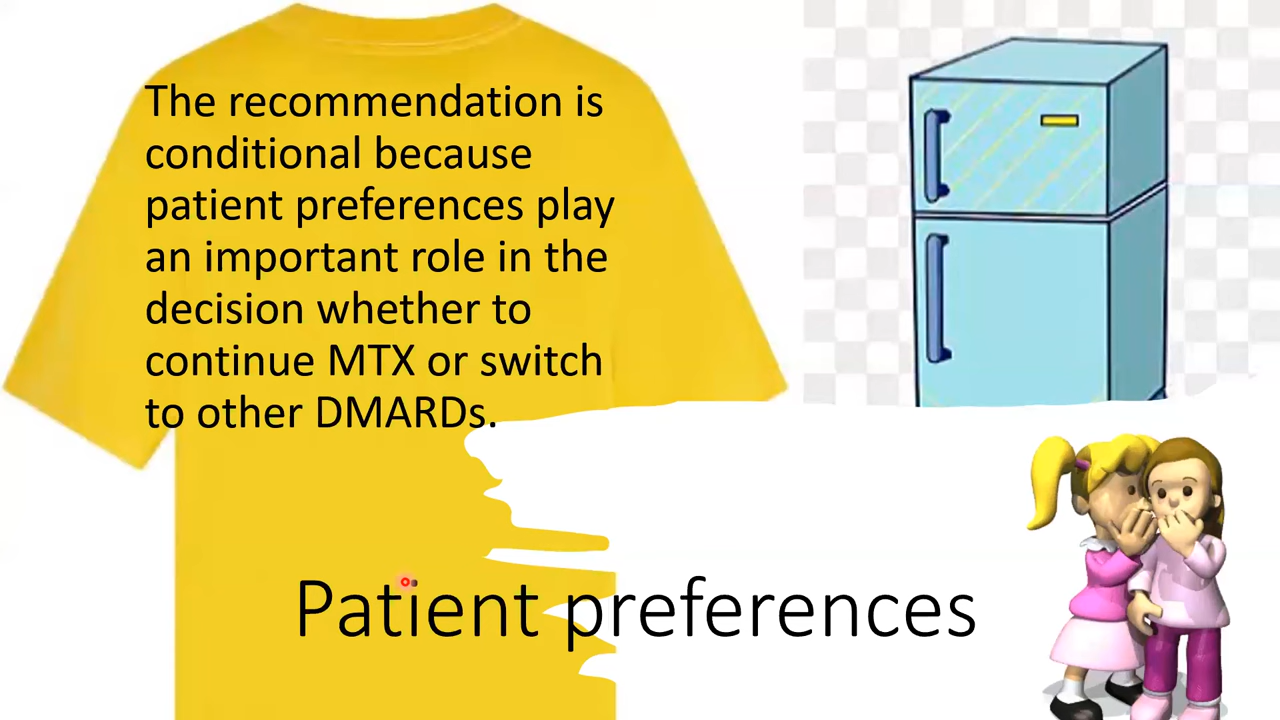 The recommendation is
conditional because
patient preferences play
an important role in the
decision whether to
continue MTX or switch
to other DMARDs.
Patient preferences